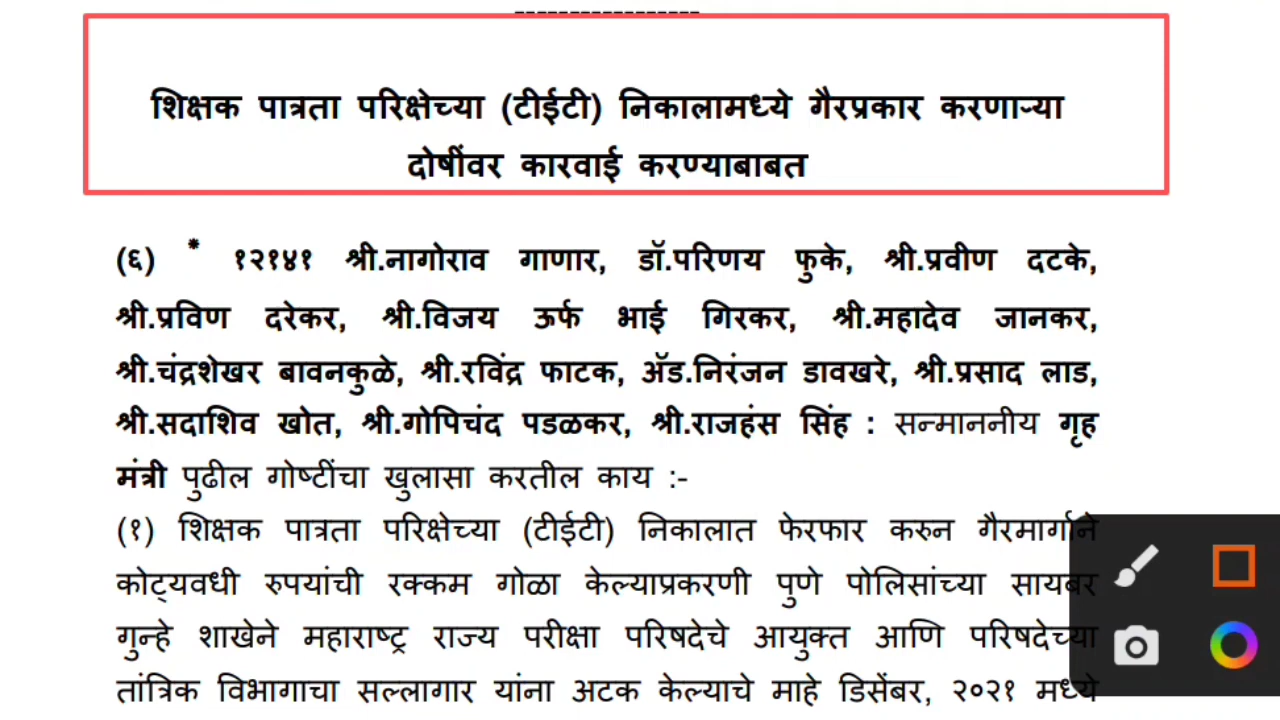 शिक्षक पात्रता परिक्षेच्या (टीईटी) निकालामध्ये गैरप्रकार करणाऱ्या
दोषींवर कारवाई करण्याबाबत
(६) * १२१४१ श्री.नागोराव गाणार, डॉ.परिणय फुके, श्री.प्रवीण दटके,
श्री.प्रविण दरेकर, श्री.विजय ऊर्फ भाई गिरकर, श्री.महादेव जानकर,
श्री.चंद्रशेखर बावनकुळे, श्री.रविंद्र फाटक, ॲड.निरंजन डावखरे, श्री.प्रसाद लाड,
श्री.सदाशिव खोत, श्री.गोपिचंद पडळकर, श्री.राजहंस सिंह : सन्माननीय गृह
मंत्री पुढील गोष्टींचा खुलासा करतील काय :-
(१) शिक्षक पात्रता परिक्षेच्या (टीईटी) निकालात फेरफार करुन गैरमार्गाने
कोट्यवधी रुपयांची रक्कम गोळा केल्याप्रकरणी पुणे पोलिसांच्या सायबर
गुन्हे शाखेने महाराष्ट्र राज्य परीक्षा परिषदेचे आयुक्त आणि परिषदेच्या
तांत्रिक विभागाचा सल्लागार यांना अटक केल्याचे माहे डिसेंबर, २०२१ मध्ये